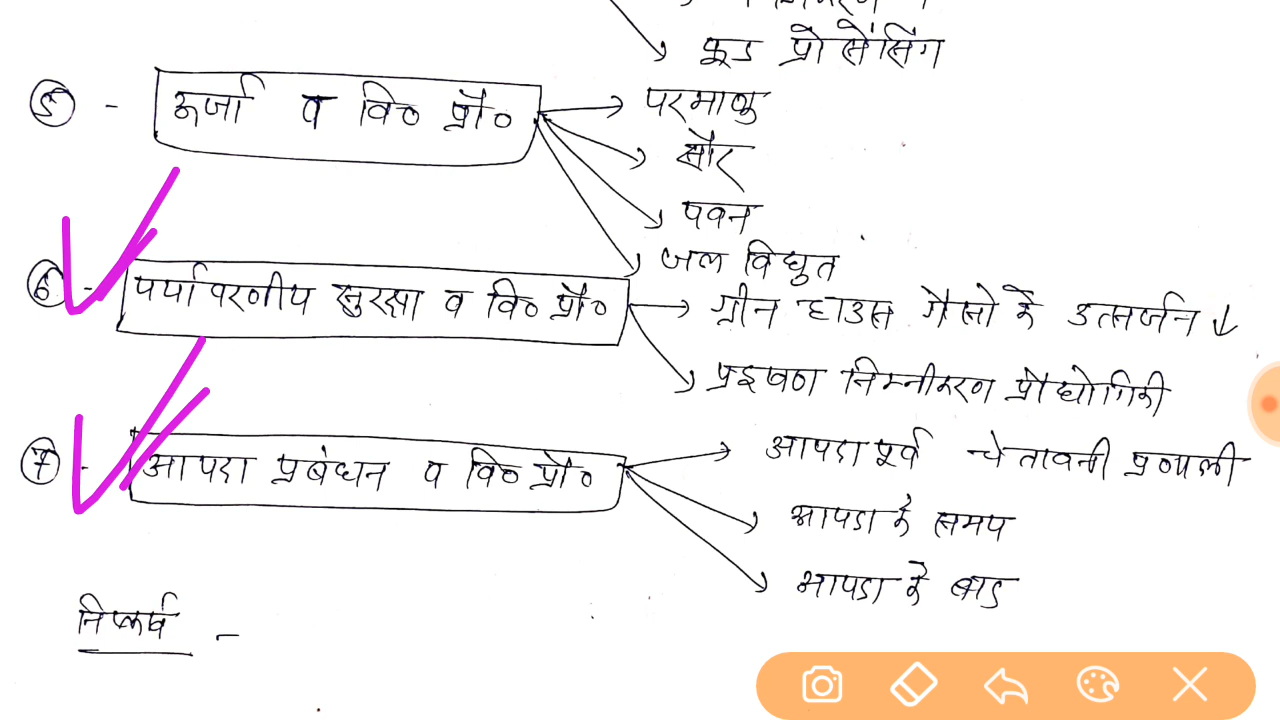 फूड प्रोसेसिंग
5 - ऊर्जा व वि० प्रौ०
परमाणु
सौर
पवन
जल विद्युत
6 - पर्यावरणीय सुरक्षा व वि० प्रौ०
ग्रीन हाउस गैसो के उत्सर्जन ↓
प्रदूषण निम्नीकरण प्रौद्योगिकी
7 - आपदा प्रबंधन व वि० प्रौ०
आपदा पूर्व चेतावनी प्रणाली
आपदा के समय
आपदा के बाद
निष्कर्ष -